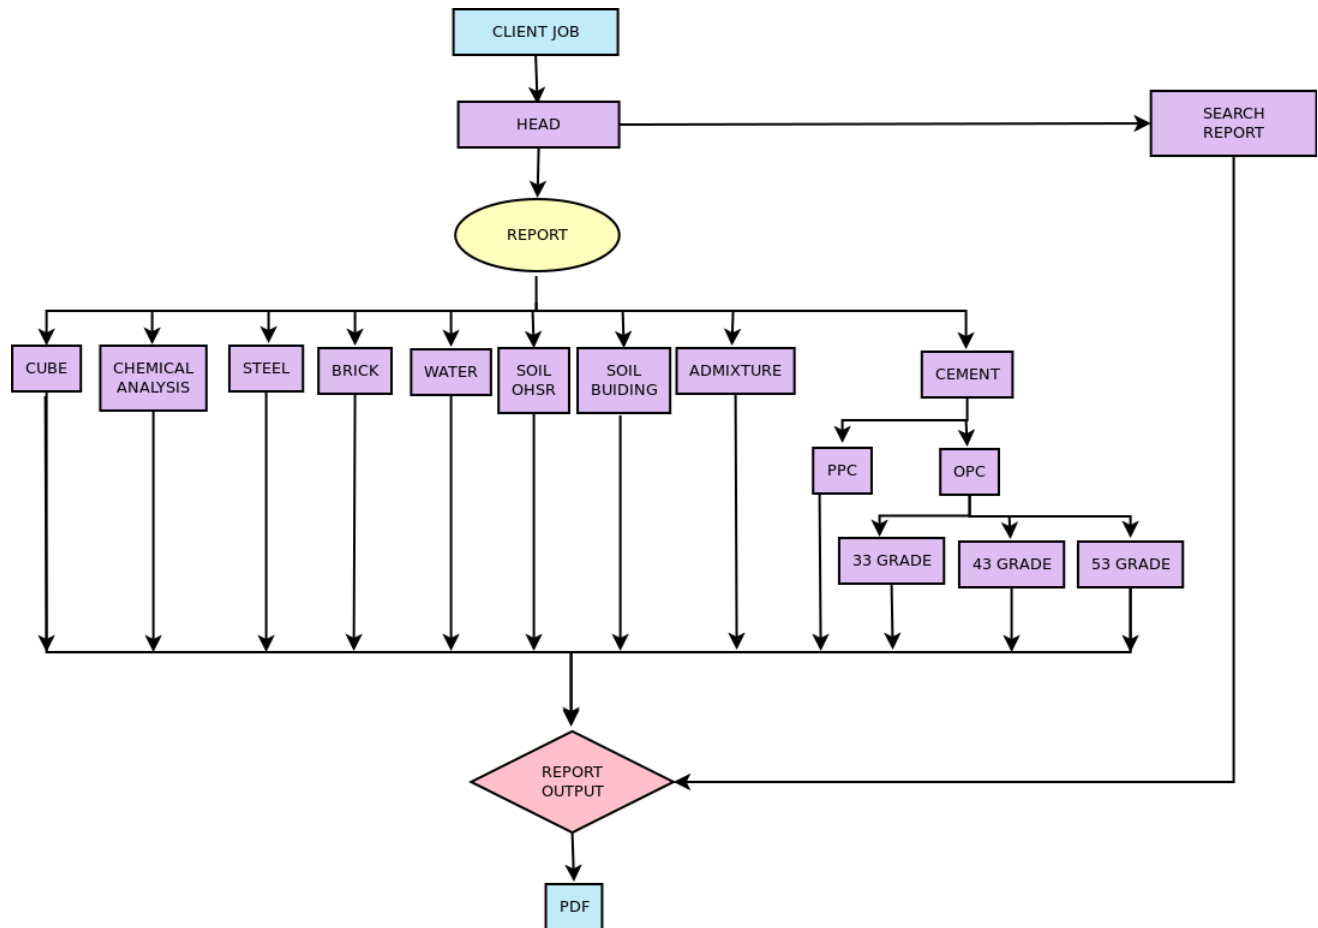 CLIENT JOB
HEAD
SEARCH
REPORT
REPORT
CUBE
CHEMICAL
ANALYSIS
STEEL
BRICK
WATER
SOIL
OHSR
SOIL
BUIDING
ADMIXTURE
CEMENT
PPC
OPC
33 GRADE
43 GRADE
53 GRADE
REPORT
OUTPUT
PDF